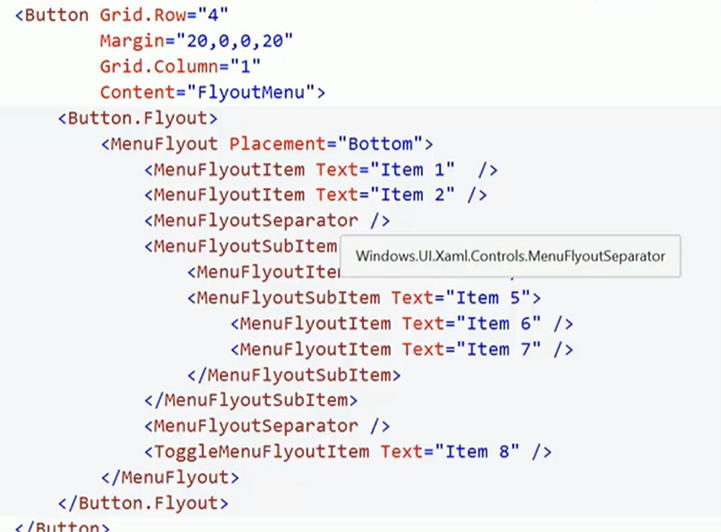 <Button Grid.Row="4"
Margin="20,0,0,20"
Grid.Column="1"
Content="FlyoutMenu">
<Button.Flyout>
<MenuFlyout Placement="Bottom">
<MenuFlyoutItem Text="Item 1"  />
<MenuFlyoutItem Text="Item 2" />
<MenuFlyoutSeparator />
<MenuFlyoutSubItem
Windows.UI.Xaml.Controls.MenuFlyoutSeparator
<MenuFlyoutIte
<MenuFlyoutSubItem Text="Item 5">
<MenuFlyoutItem Text="Item 6" />
<MenuFlyoutItem Text="Item 7" />
</MenuFlyoutSubItem>
</MenuFlyoutSubItem>
<MenuFlyoutSeparator />
<ToggleMenuFlyoutItem Text="Item 8" />
</MenuFlyout>
</Button.Flyout>
</Button>